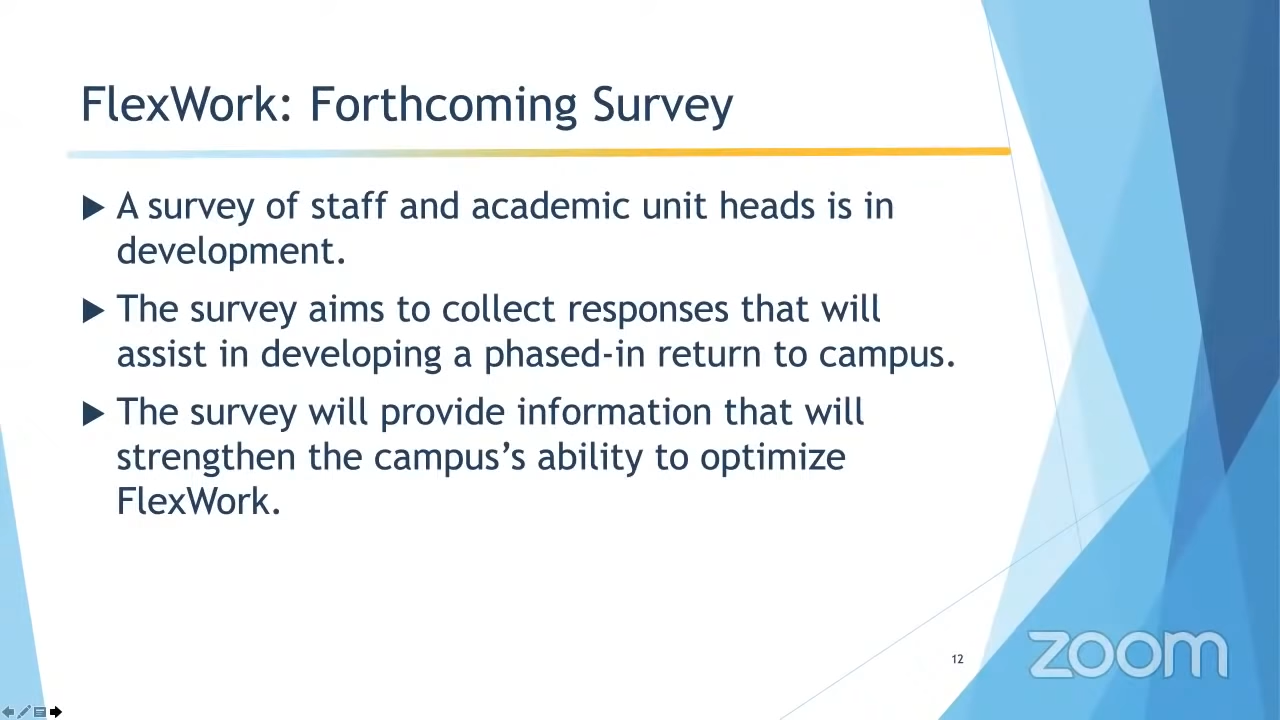 FlexWork: Forthcoming Survey
A survey of staff and academic unit heads is in
development.
The survey aims to collect responses that will
assist in developing a phased-in return to campus.
The survey will provide information that will
strengthen the campus’s ability to optimize
FlexWork.
12
zoom